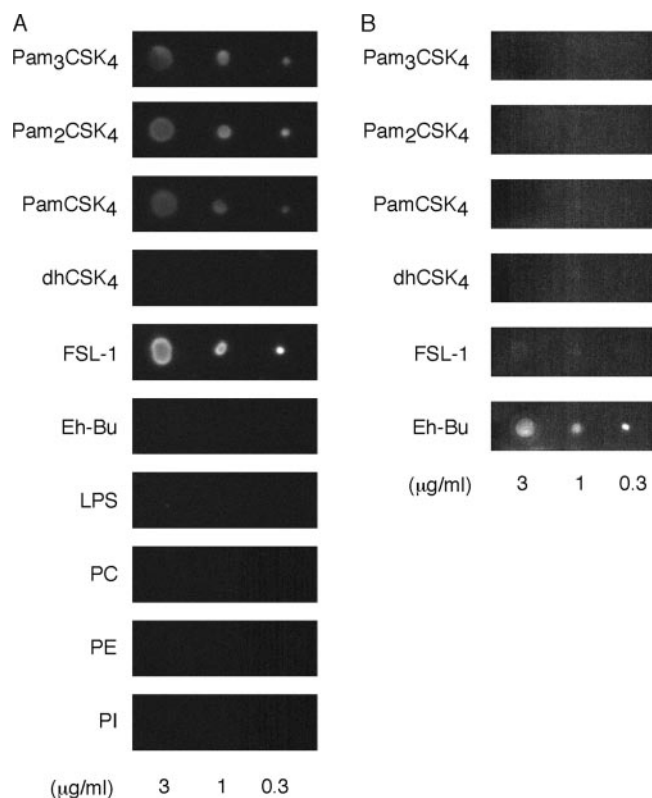 A
Pam3CSK4
Pam2CSK4
PamCSK4
dhCSK4
FSL-1
Eh-Bu
LPS
PC
PE
PI
(μg/ml) 3 1 0.3
B
Pam3CSK4
Pam2CSK4
PamCSK4
dhCSK4
FSL-1
Eh-Bu
(μg/ml) 3 1 0.3